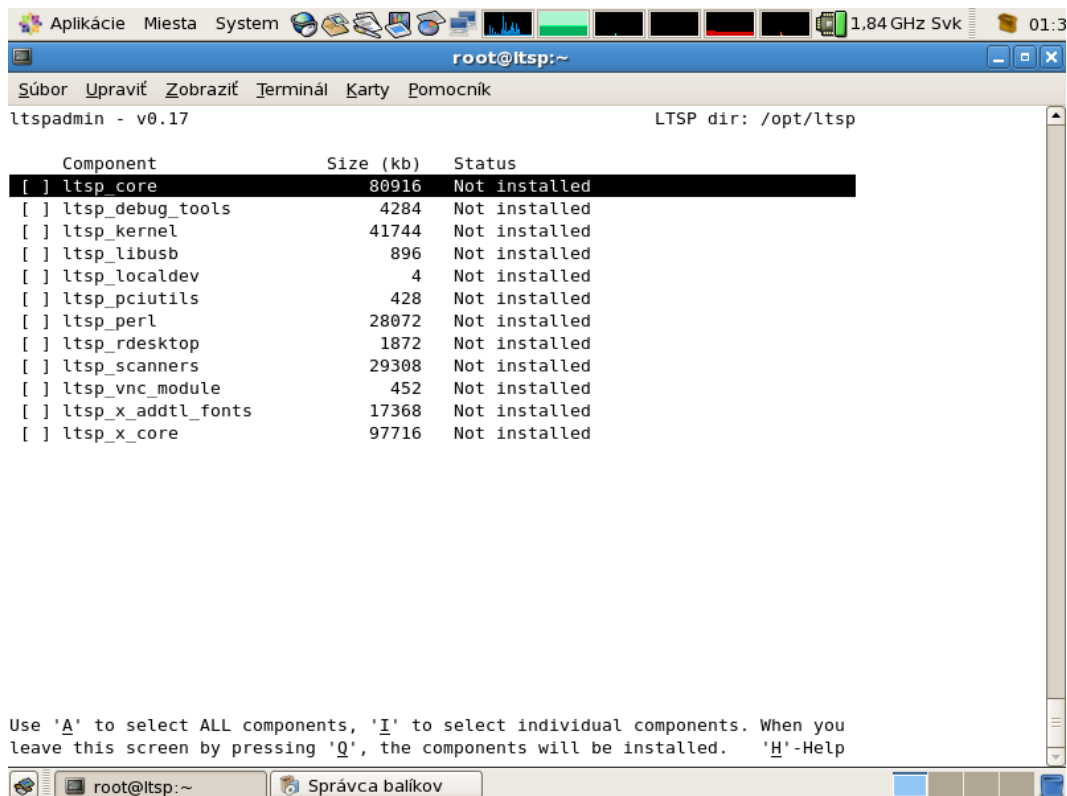 Aplikácie Miesta System 1,84 GHz Svk 01:3
root@ltsp:~
Súbor Upraviť Zobraziť Terminál Karty Pomocník
ltspadmin - v0.17 LTSP dir: /opt/ltsp
Component Size (kb) Status
[ ] ltsp_core 80916 Not installed
[ ] ltsp_debug_tools 4284 Not installed
[ ] ltsp_kernel 41744 Not installed
[ ] ltsp_libusb 896 Not installed
[ ] ltsp_localdev 4 Not installed
[ ] ltsp_pciutils 428 Not installed
[ ] ltsp_perl 28072 Not installed
[ ] ltsp_rdesktop 1872 Not installed
[ ] ltsp_scanners 29308 Not installed
[ ] ltsp_vnc_module 452 Not installed
[ ] ltsp_x_addtl_fonts 17368 Not installed
[ ] ltsp_x_core 97716 Not installed
Use 'A' to select ALL components, 'I' to select individual components. When you
leave this screen by pressing 'Q', the components will be installed. 'H'-Help
root@ltsp:~ Správca balíkov